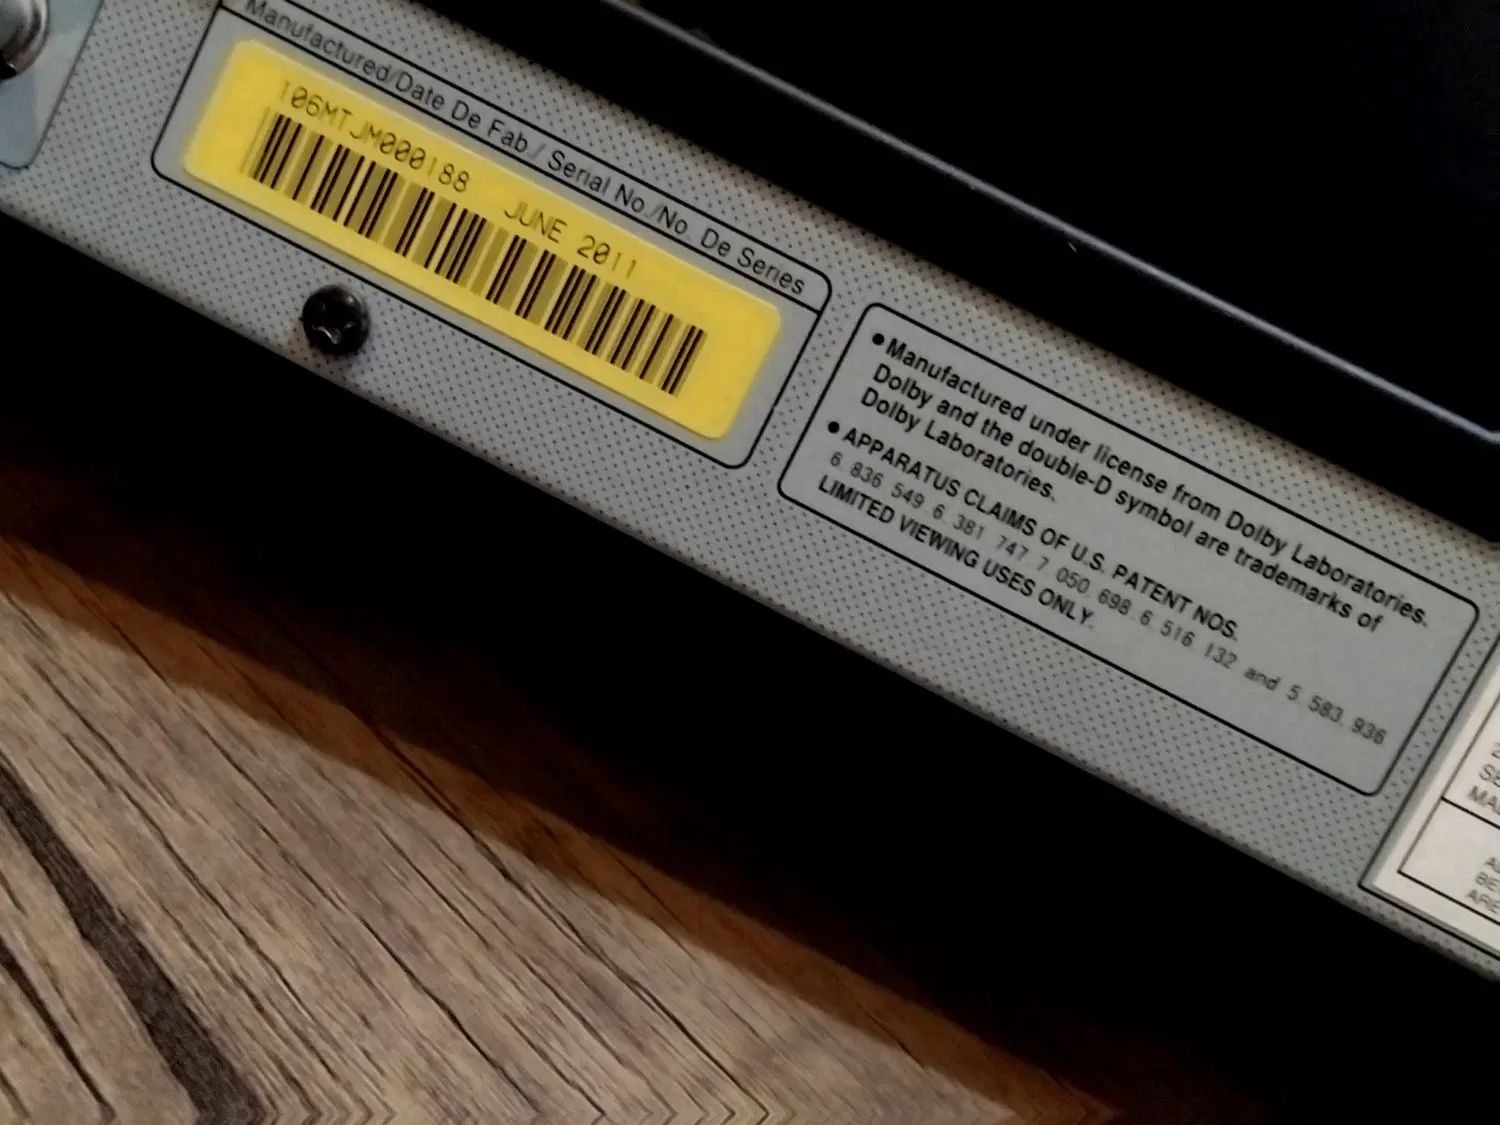 Manufactured/Date De Fab./ Serial No./No. De Series
106MTJM000188 JUNE 2011
●Manufactured under license from Dolby Laboratories.
Dolby and the double-D symbol are trademarks of
Dolby Laboratories.
●APPARATUS CLAIMS OF U.S. PATENT NOS.
6 836 549 6 381 747 7 050 698 6 516 132 and 5 583 936
LIMITED VIEWING USES ONLY.